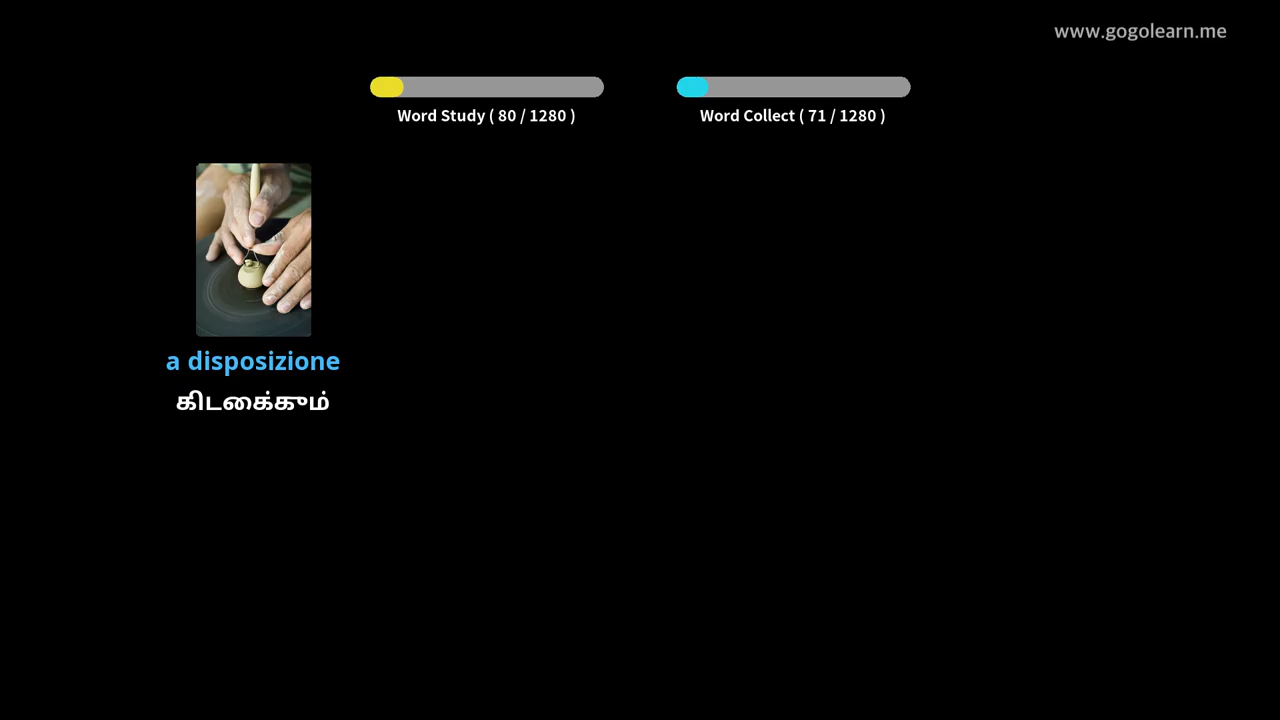 www.gogolearn.me
Word Study ( 80 / 1280 )
Word Collect ( 71 / 1280 )
a disposizione
கிடைக்கும்